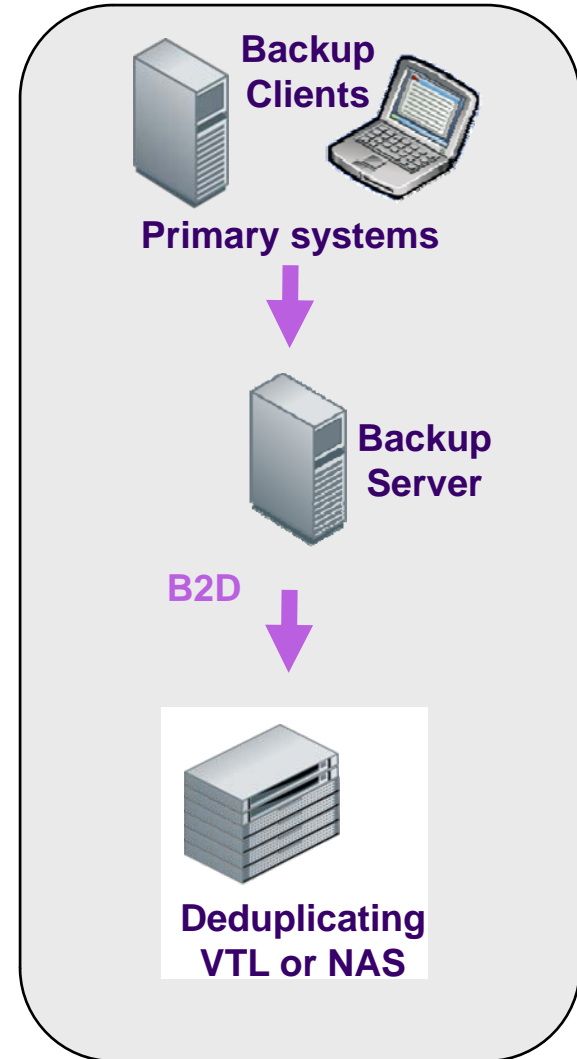 Backup
Clients
Primary systems
Backup
Server
B2D
Deduplicating
VTL or NAS